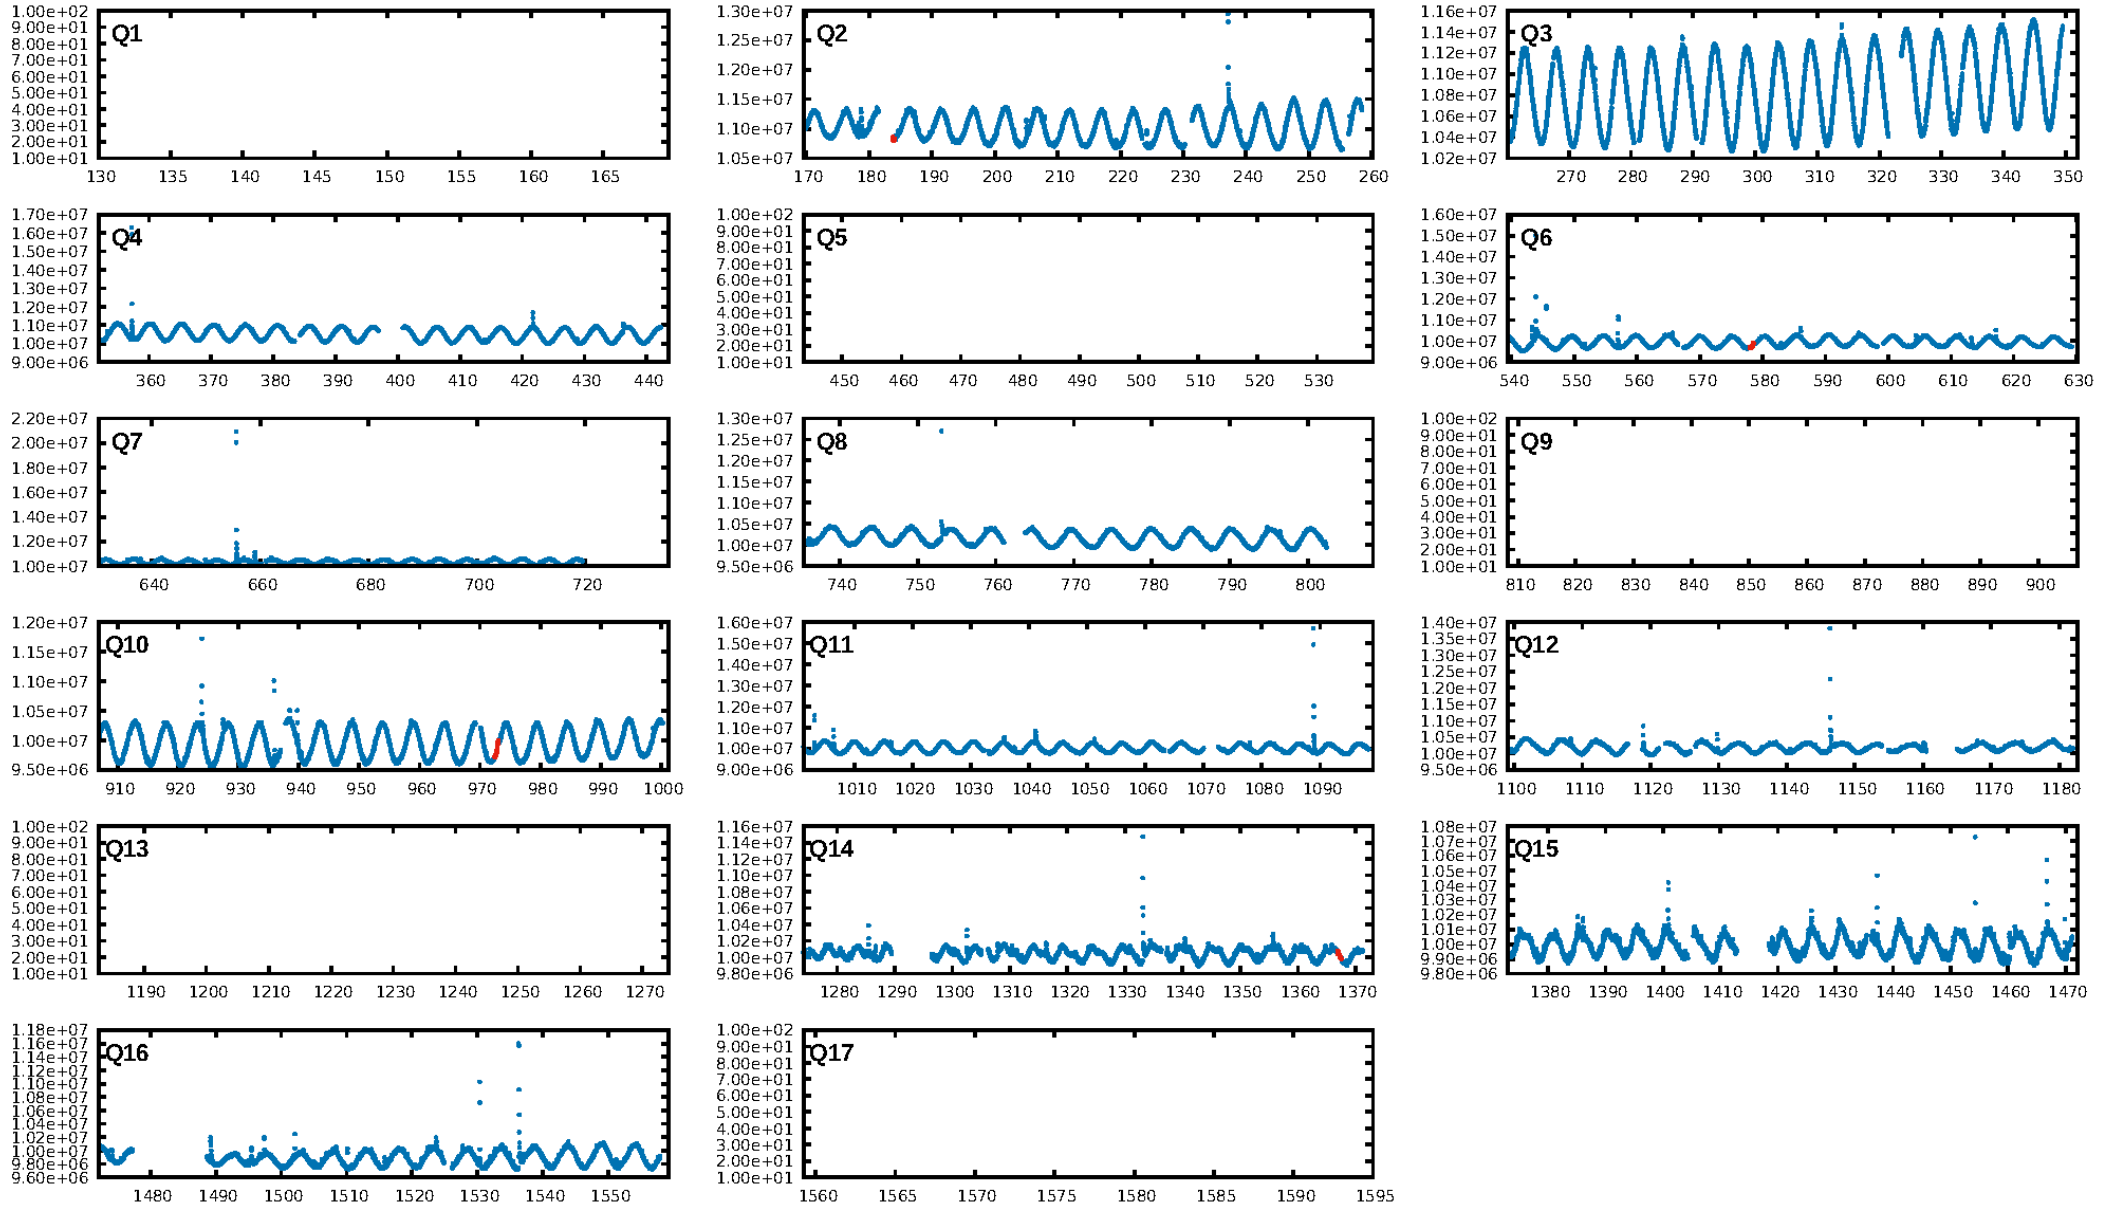 Q1
1.00e+02
9.00e+01
8.00e+01
7.00e+01
6.00e+01
5.00e+01
4.00e+01
3.00e+01
2.00e+01
1.00e+01
130 135 140 145 150 155 160 165
Q2
1.30e+07
1.25e+07
1.20e+07
1.15e+07
1.10e+07
1.05e+07
170 180 190 200 210 220 230 240 250 260
Q3
1.16e+07
1.14e+07
1.12e+07
1.10e+07
1.08e+07
1.06e+07
1.04e+07
1.02e+07
270 280 290 300 310 320 330 340 350
Q4
1.70e+07
1.60e+07
1.50e+07
1.40e+07
1.30e+07
1.20e+07
1.10e+07
1.00e+07
9.00e+06
360 370 380 390 400 410 420 430 440
Q5
1.00e+02
9.00e+01
8.00e+01
7.00e+01
6.00e+01
5.00e+01
4.00e+01
3.00e+01
2.00e+01
1.00e+01
450 460 470 480 490 500 510 520 530
Q6
1.60e+07
1.50e+07
1.40e+07
1.30e+07
1.20e+07
1.10e+07
1.00e+07
9.00e+06
540 550 560 570 580 590 600 610 620 630
Q7
2.20e+07
2.00e+07
1.80e+07
1.60e+07
1.40e+07
1.20e+07
1.00e+07
640 660 680 700 720
Q8
1.30e+07
1.25e+07
1.20e+07
1.15e+07
1.10e+07
1.05e+07
1.00e+07
9.50e+06
740 750 760 770 780 790 800
Q9
1.00e+02
9.00e+01
8.00e+01
7.00e+01
6.00e+01
5.00e+01
4.00e+01
3.00e+01
2.00e+01
1.00e+01
810 820 830 840 850 860 870 880 890 900
Q10
1.20e+07
1.15e+07
1.10e+07
1.05e+07
1.00e+07
9.50e+06
910 920 930 940 950 960 970 980 990 1000
Q11
1.60e+07
1.50e+07
1.40e+07
1.30e+07
1.20e+07
1.10e+07
1.00e+07
9.00e+06
1010 1020 1030 1040 1050 1060 1070 1080 1090
Q12
1.40e+07
1.35e+07
1.30e+07
1.25e+07
1.20e+07
1.15e+07
1.10e+07
1.05e+07
1.00e+07
9.50e+06
1100 1110 1120 1130 1140 1150 1160 1170 1180
Q13
1.00e+02
9.00e+01
8.00e+01
7.00e+01
6.00e+01
5.00e+01
4.00e+01
3.00e+01
2.00e+01
1.00e+01
1190 1200 1210 1220 1230 1240 1250 1260 1270
Q14
1.16e+07
1.14e+07
1.12e+07
1.10e+07
1.08e+07
1.06e+07
1.04e+07
1.02e+07
1.00e+07
9.80e+06
1280 1290 1300 1310 1320 1330 1340 1350 1360 1370
Q15
1.08e+07
1.07e+07
1.06e+07
1.05e+07
1.04e+07
1.03e+07
1.02e+07
1.01e+07
1.00e+07
9.90e+06
9.80e+06
1380 1390 1400 1410 1420 1430 1440 1450 1460 1470
Q16
1.18e+07
1.16e+07
1.14e+07
1.12e+07
1.10e+07
1.08e+07
1.06e+07
1.04e+07
1.02e+07
1.00e+07
9.80e+06
9.60e+06
1480 1490 1500 1510 1520 1530 1540 1550
Q17
1.00e+02
9.00e+01
8.00e+01
7.00e+01
6.00e+01
5.00e+01
4.00e+01
3.00e+01
2.00e+01
1.00e+01
1560 1565 1570 1575 1580 1585 1590 1595